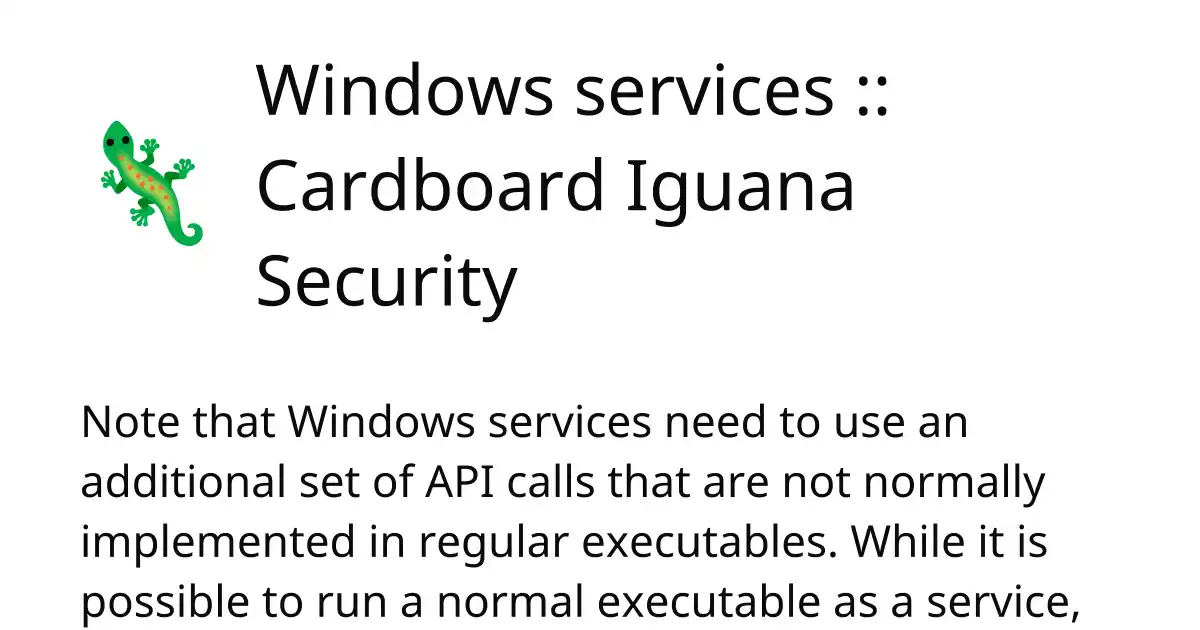 Windows services ::
Cardboard Iguana
Security
Note that Windows services need to use an
additional set of API calls that are not normally
implemented in regular executables. While it is
possible to run a normal executable as a service,